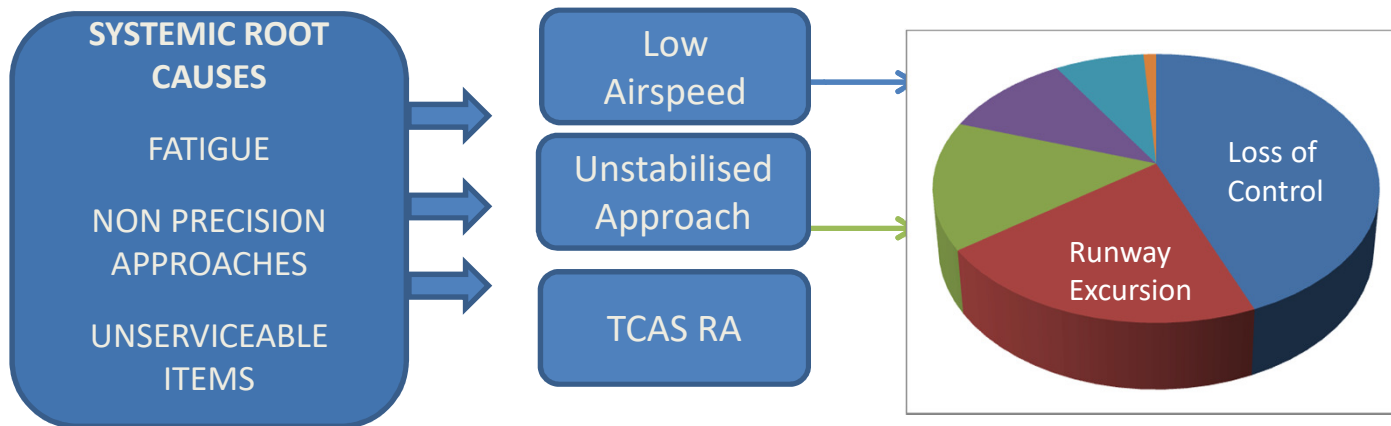 SYSTEMIC ROOT
CAUSES
FATIGUE
NON PRECISION
APPROACHES
UNSERVICEABLE
ITEMS
Low
Airspeed
Unstabilised
Approach
TCAS RA
Loss of
Control
Runway
Excursion